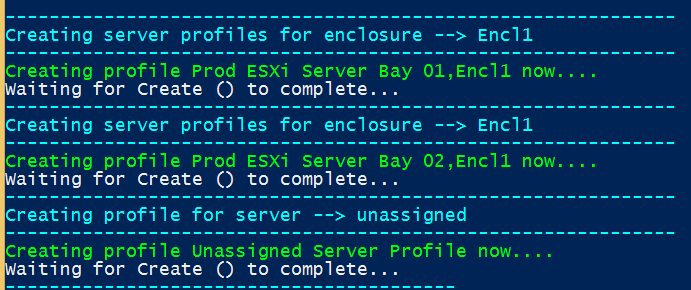 -------------------------------------------------------------
Creating server profiles for enclosure --> Encl1
-------------------------------------------------------------
Creating profile Prod ESXi Server Bay 01,Encl1 now....
Waiting for Create () to complete...
-------------------------------------------------------------
Creating server profiles for enclosure --> Encl1
-------------------------------------------------------------
Creating profile Prod ESXi Server Bay 02,Encl1 now....
Waiting for Create () to complete...
-------------------------------------------------------------
Creating profile for server --> unassigned
-------------------------------------------------------------
Creating profile Unassigned Server Profile now....
Waiting for Create () to complete...
-----------------------------------------